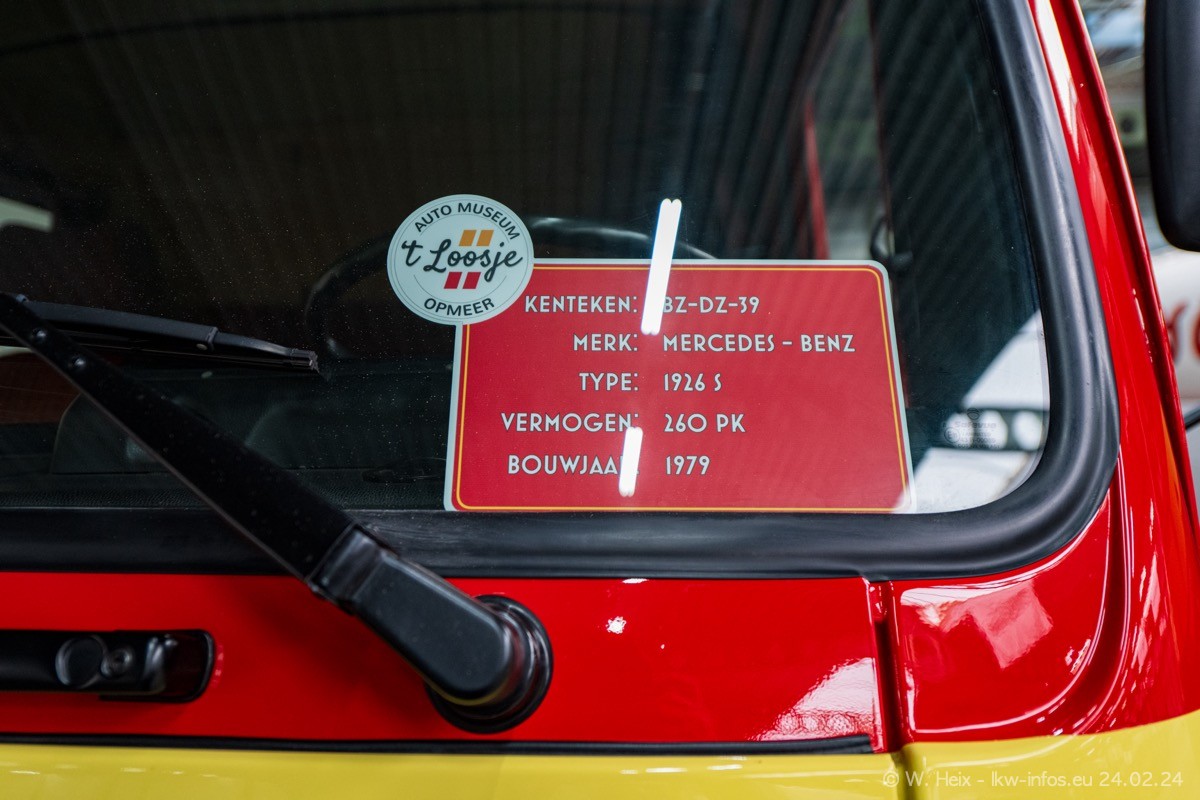 AUTO MUSEUM
't Loosje
OPMEER
KENTEKEN: BZ-DZ-39
MERK: MERCEDES - BENZ
TYPE: 1926 S
VERMOGEN: 260 PK
BOUWJAAR 1979
© W. Heix - lkw-infos.eu 24.02.24